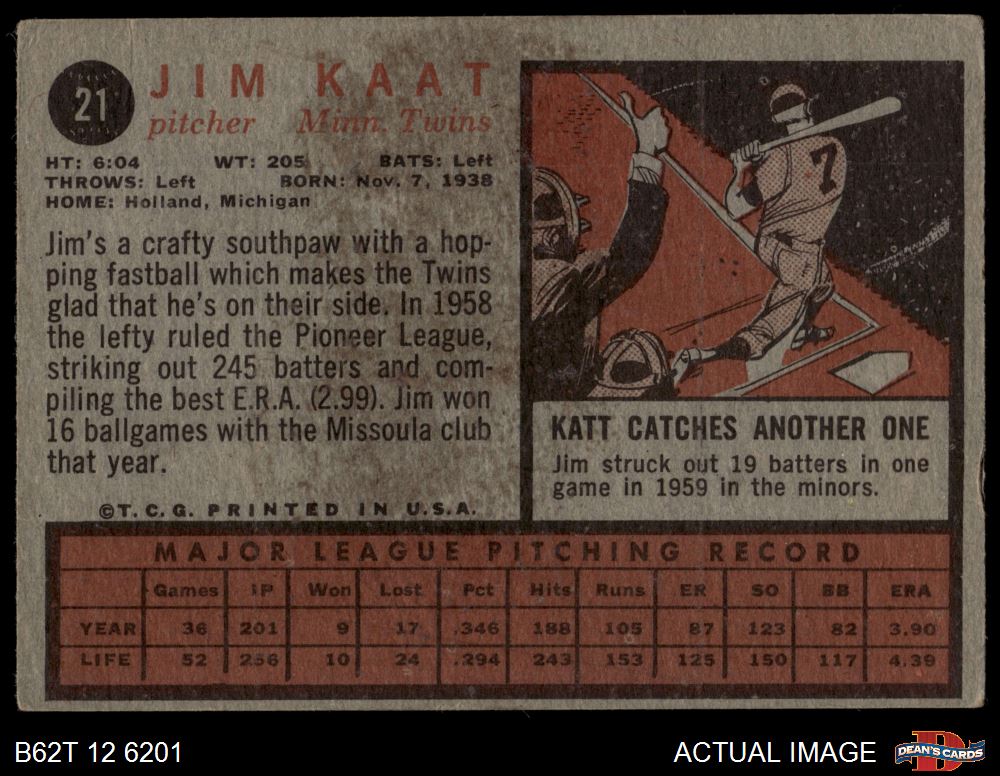 21
JIM KAAT
pitcher Minn. Twins
HT: 6:04 WT: 205 BATS: Left
THROWS: Left BORN: Nov. 7, 1938
HOME: Holland, Michigan
Jim's a crafty southpaw with a hop-
ping fastball which makes the Twins
glad that he's on their side. In 1958
the lefty ruled the Pioneer League,
striking out 245 batters and com-
piling the best E.R.A. (2.99). Jim won
16 ballgames with the Missoula club
that year.
©T. C. G. PRINTED IN U.S.A.
7
KATT CATCHES ANOTHER ONE
Jim struck out 19 batters in one
game in 1959 in the minors.
MAJOR LEAGUE PITCHING RECORD
Games IP Won Lost Pct Hits Runs ER SO BB ERA
YEAR 36 201 9 17 .346 188 105 87 123 82 3.90
LIFE 52 256 10 24 .294 243 153 125 150 117 4.39
B62T 12 6201
ACTUAL IMAGE
DEAN'S CARDS